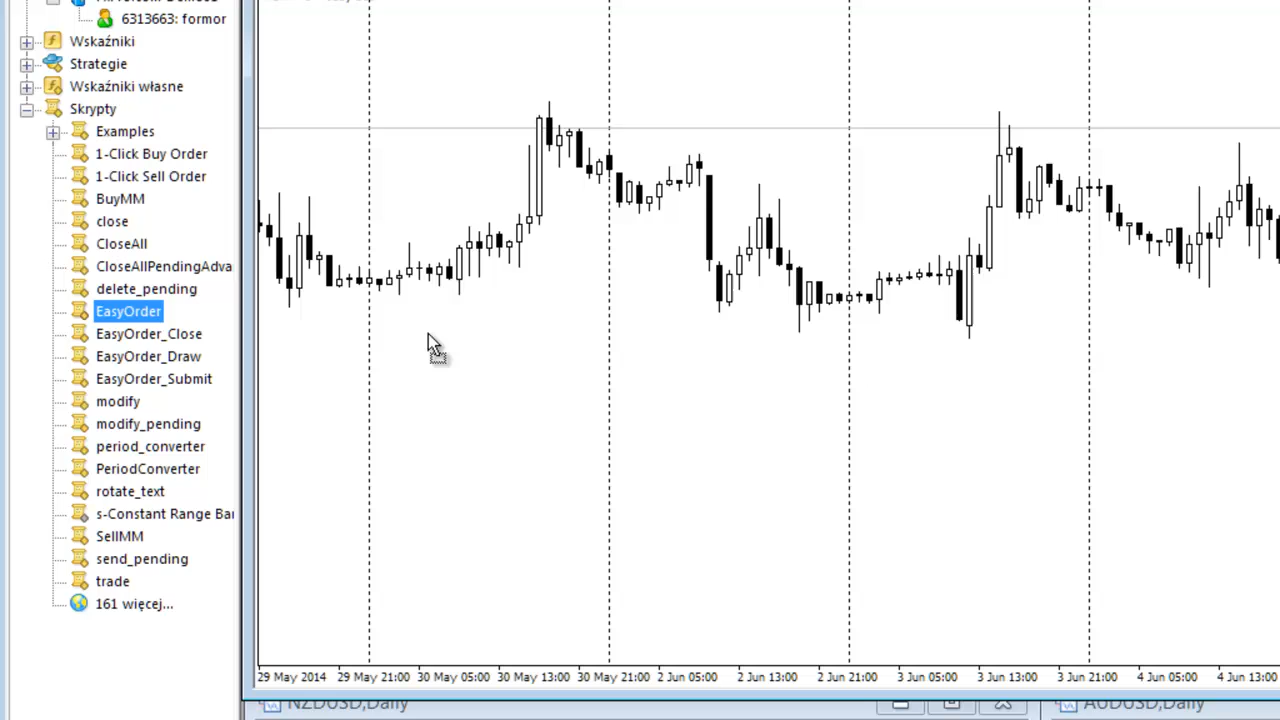 6313663: formor
Wskaźniki
Strategie
Wskaźniki własne
Skrypty
Examples
1-Click Buy Order
1-Click Sell Order
BuyMM
close
CloseAll
CloseAllPendingAdva
delete_pending
EasyOrder
EasyOrder_Close
EasyOrder_Draw
EasyOrder_Submit
modify
modify_pending
period_converter
PeriodConverter
rotate_text
s-Constant Range Bar
SellMM
send_pending
trade
161 więcej...
29 May 2014 29 May 21:00 30 May 05:00 30 May 13:00 30 May 21:00 2 Jun 05:00 2 Jun 13:00 2 Jun 21:00 3 Jun 05:00 3 Jun 13:00 3 Jun 21:00 4 Jun 05:00 4 Jun 13:00
NZDUSD,Daily AUDUSD,Daily